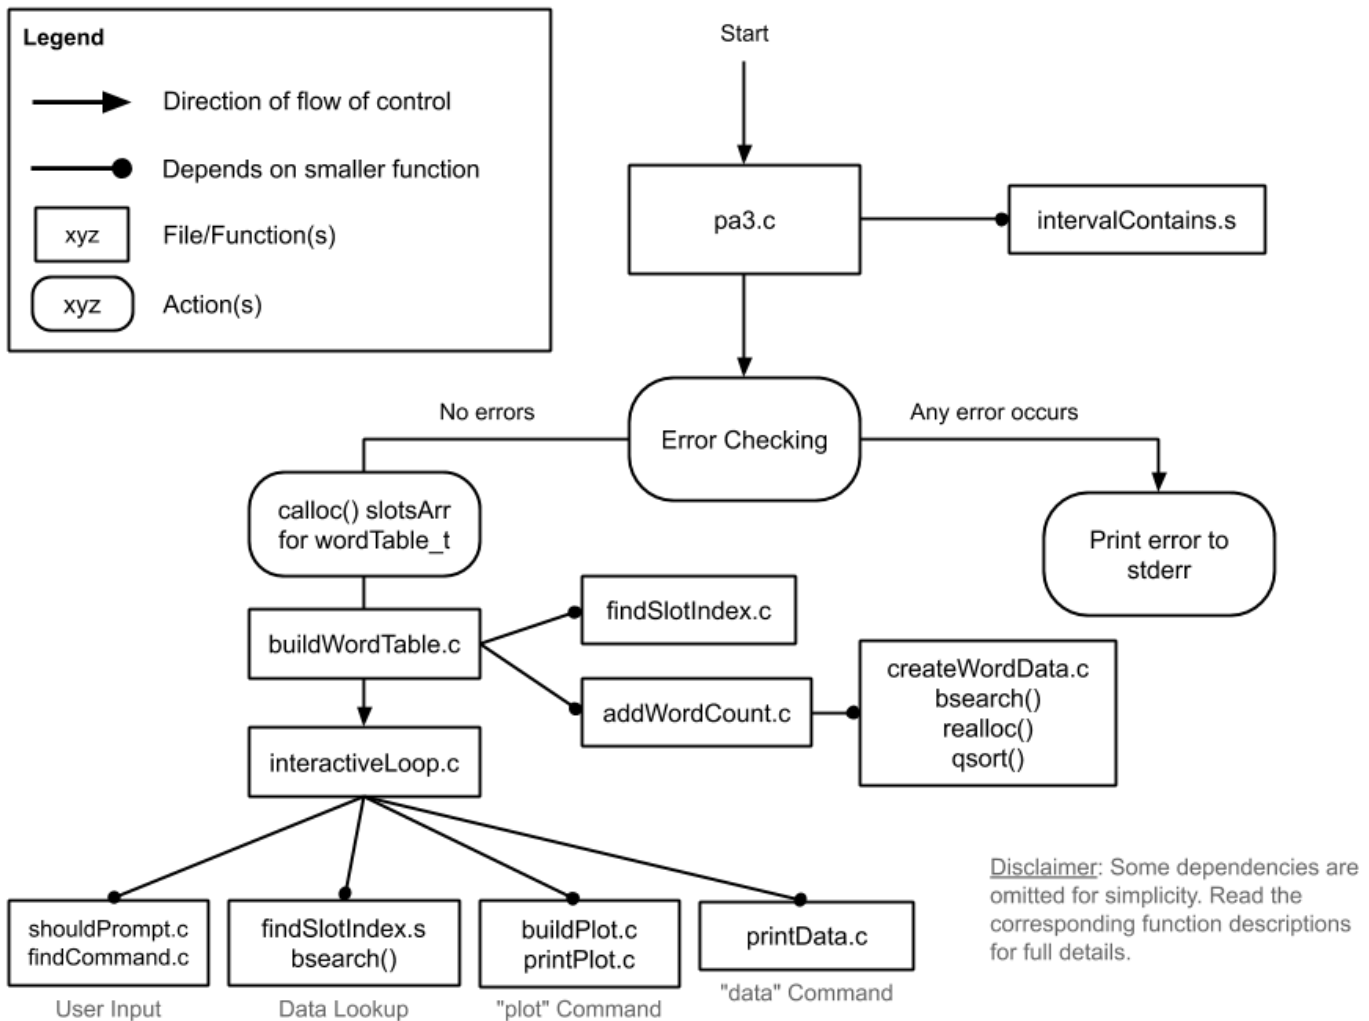 Legend
Direction of flow of control
Depends on smaller function
xyz
File/Function(s)
xyz
Action(s)
Start
pa3.c
intervalContains.s
No errors
Error Checking
Any error occurs
calloc() slotsArr
for wordTable_t
Print error to
stderr
buildWordTable.c
findSlotIndex.c
addWordCount.c
createWordData.c
bsearch()
realloc()
qsort()
interactiveLoop.c
shouldPrompt.c
findCommand.c
User Input
findSlotIndex.s
bsearch()
Data Lookup
buildPlot.c
printPlot.c
"plot" Command
printData.c
"data" Command
Disclaimer: Some dependencies are
omitted for simplicity. Read the
corresponding function descriptions
for full details.